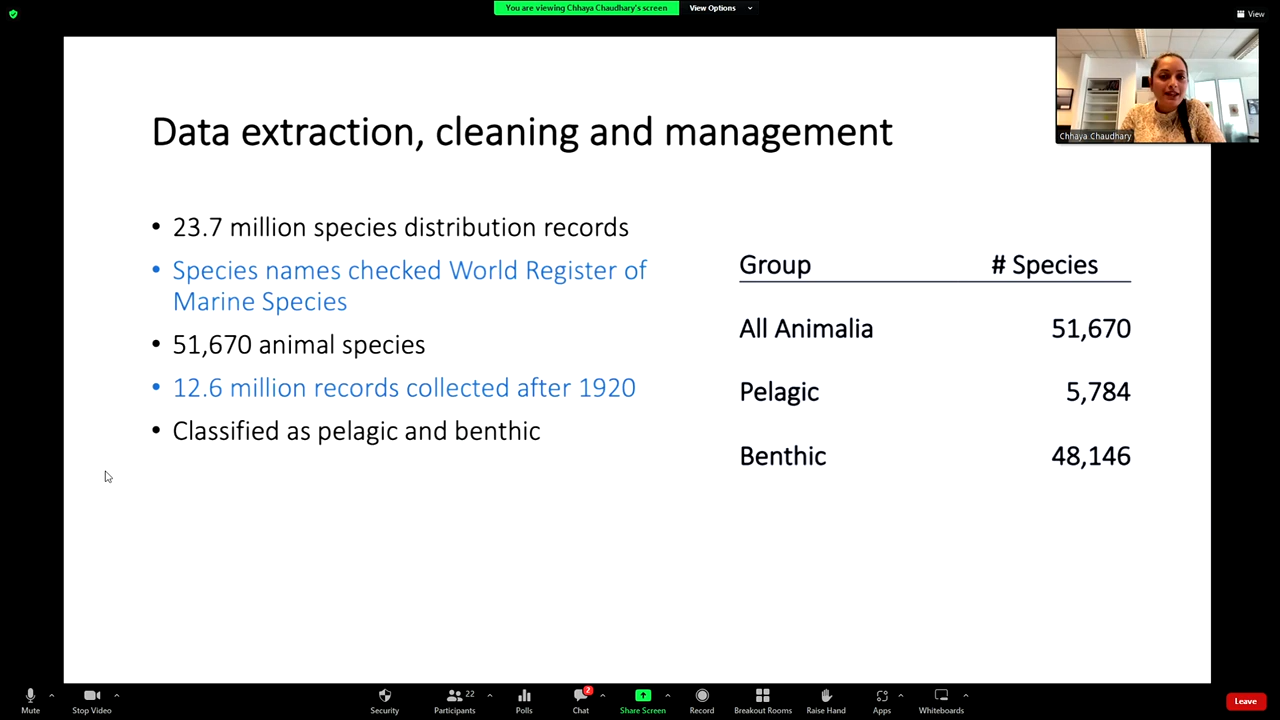 You are viewing Chhaya Chaudhary's screen
View Options
View
Chhaya Chaudhary
Data extraction, cleaning and management
• 23.7 million species distribution records
• Species names checked World Register of
Marine Species
• 51,670 animal species
• 12.6 million records collected after 1920
• Classified as pelagic and benthic
Group # Species
All Animalia 51,670
Pelagic 5,784
Benthic 48,146
Mute
Stop Video
Security
Participants 22
Polls
Chat 2
Share Screen
Record
Breakout Rooms
Raise Hand
Apps
Whiteboards
Leave